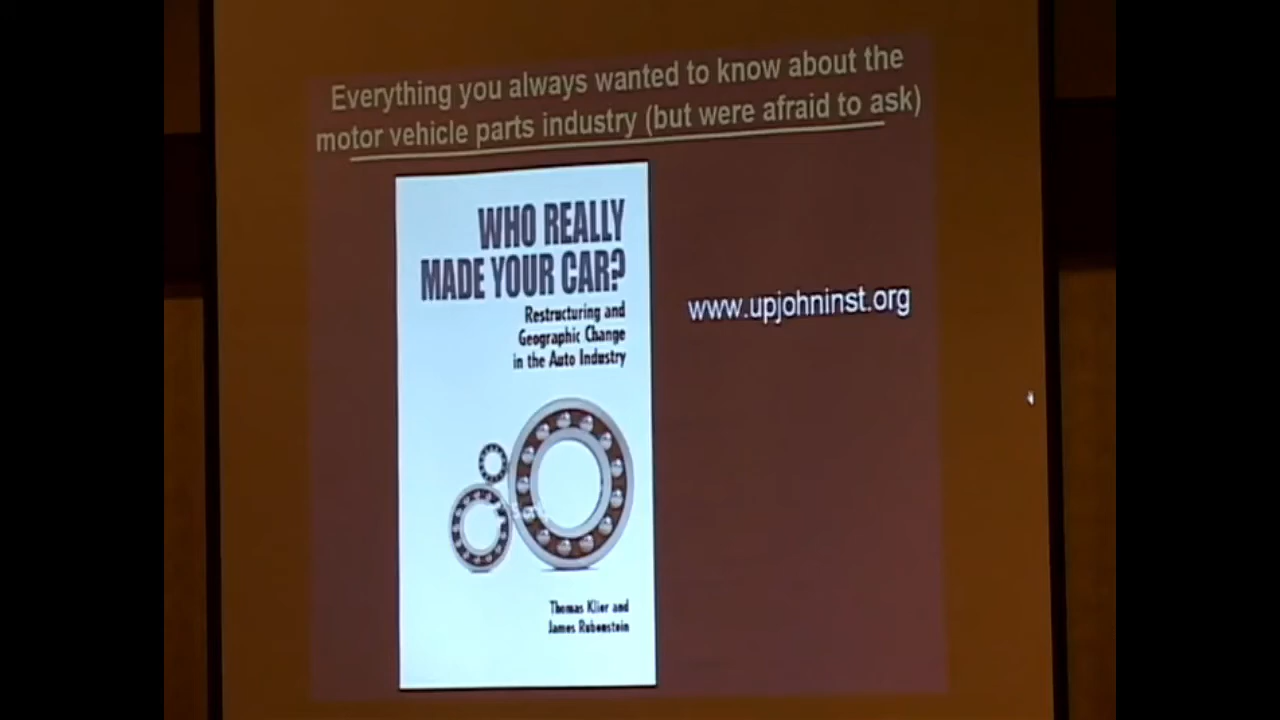 Everything you always wanted to know about the
motor vehicle parts industry (but were afraid to ask)
WHO REALLY
MADE YOUR CAR?
Restructuring and
Geographic Change
in the Auto Industry
www.upjohninst.org
Thomas Klier and
James Rubenstein